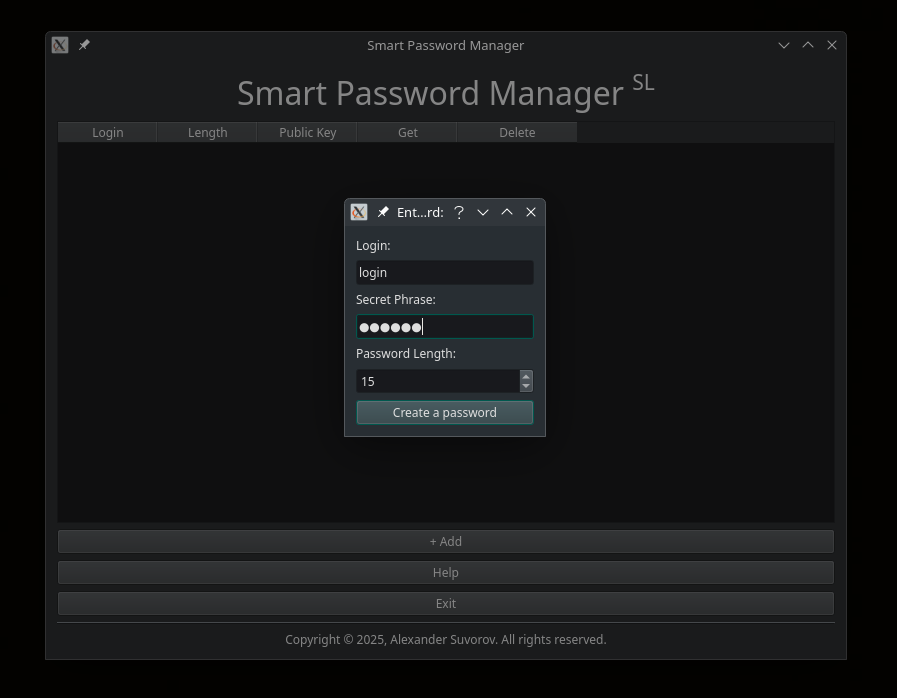 Smart Password Manager
Smart Password Manager SL
Login Length Public Key Get Delete
Ent...rd: ?
Login:
login
Secret Phrase:
●●●●●●
Password Length:
15
Create a password
+ Add
Help
Exit
Copyright © 2025, Alexander Suvorov. All rights reserved.